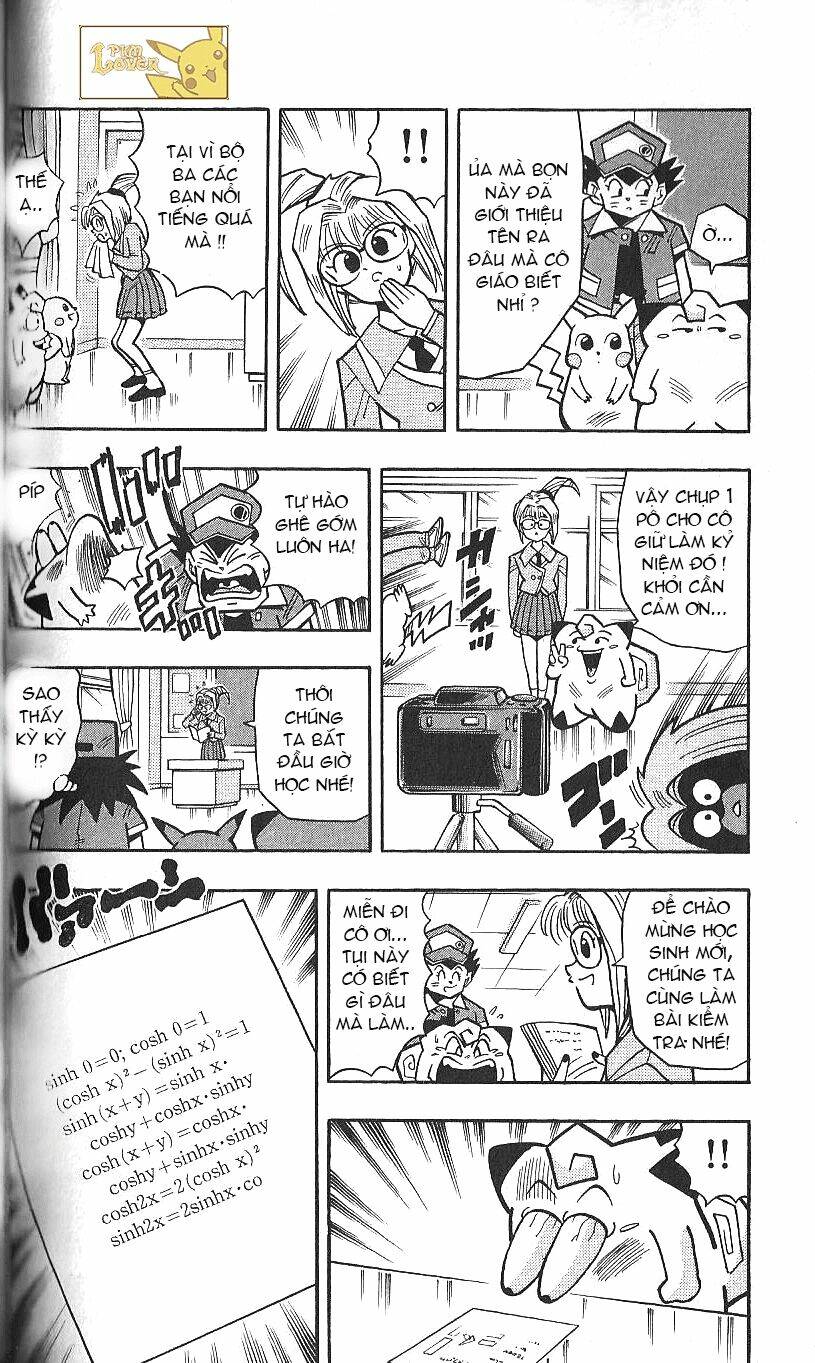 PKM
LOVER
ỦA MÀ BỌN
NÀY ĐÃ
GIỚI THIỆU
TÊN RA
ĐÂU MÀ CÔ
GIÁO BIẾT
NHỈ ?
Ờ...
!!
TẠI VÌ BỘ
BA CÁC
BẠN NỔI
TIẾNG QUÁ
MÀ !!
THẾ
Ạ..
VẬY CHỤP 1
PÔ CHO CÔ
GIỮ LÀM KỶ
NIỆM ĐÓ !
KHỎI CẦN
CÁM ƠN...
TỰ HÀO
GHÊ GỚM
LUÔN HA!
PÍP
THÔI
CHÚNG
TA BẮT
ĐẦU GIỜ
HỌC NHÉ!
SAO
THẤY
KỲ KỲ
!?
ĐỂ CHÀO
MỪNG HỌC
SINH MỚI,
CHÚNG TA
CÙNG LÀM
BÀI KIỂM
TRA NHÉ!
MIỄN ĐI
CÔ ƠI...
TỤI NÀY
CÓ BIẾT
GÌ ĐÂU
MÀ LÀM..
!!
バァーン
sinh 0=0; cosh 0=1
(cosh x)²−(sinh x)²=1
sinh(x+y)=sinh x·
coshy+coshx·sinhy
cosh(x+y)=coshx·
coshy+sinhx·sinhy
cosh2x=2(cosh x)²
sinh2x=2sinhx·co